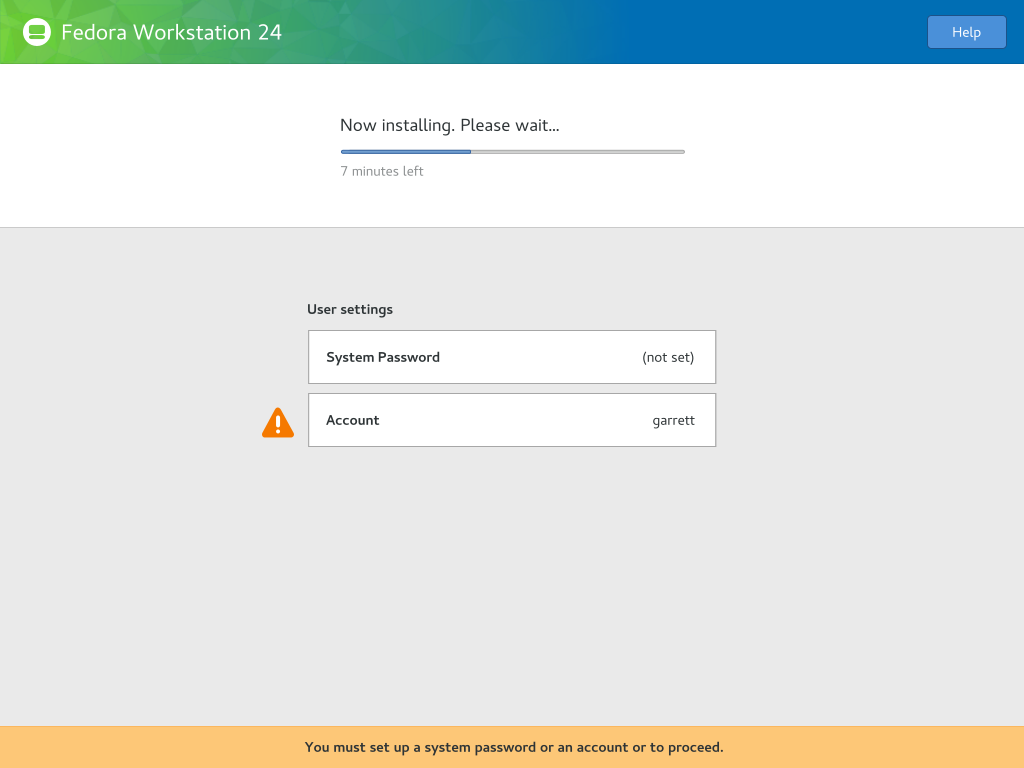 Fedora Workstation 24
Help
Now installing. Please wait...
7 minutes left
User settings
System Password (not set)
Account garrett
You must set up a system password or an account or to proceed.